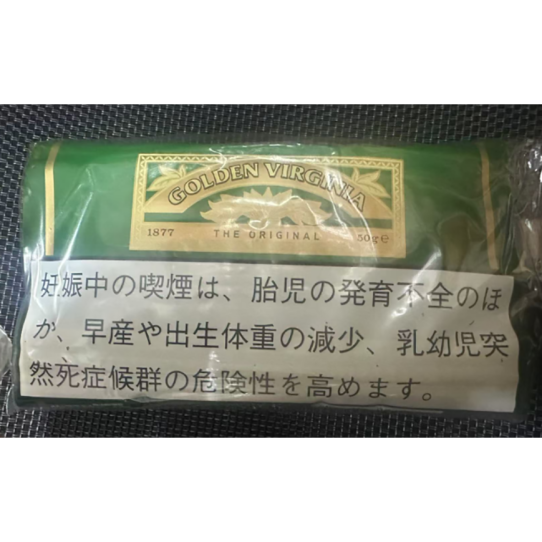 GOLDEN VIRGINIA
1877 THE ORIGINAL 50g℮
妊娠中の喫煙は、胎児の発育不全のほ
か、早産や出生体重の減少、乳幼児突
然死症候群の危険性を高めます。